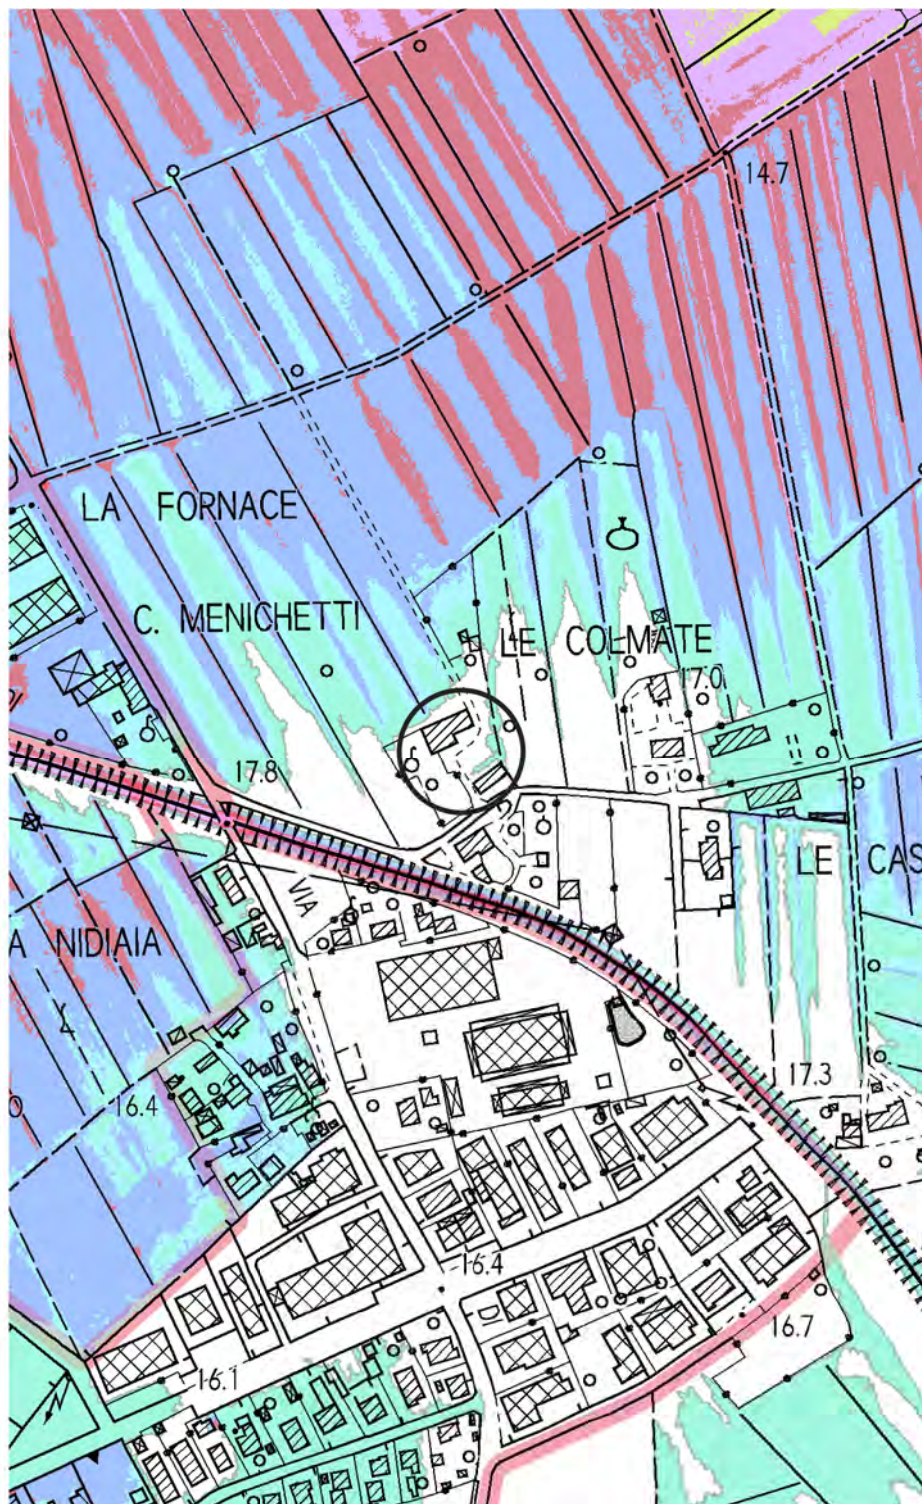 14.7
LA FORNACE
C. MENICHETTI
LE COLMATE
17.0
17.8
VIA
LE CAS
A NIDIAIA
17.3
16.4
16.4
16.7
16.1